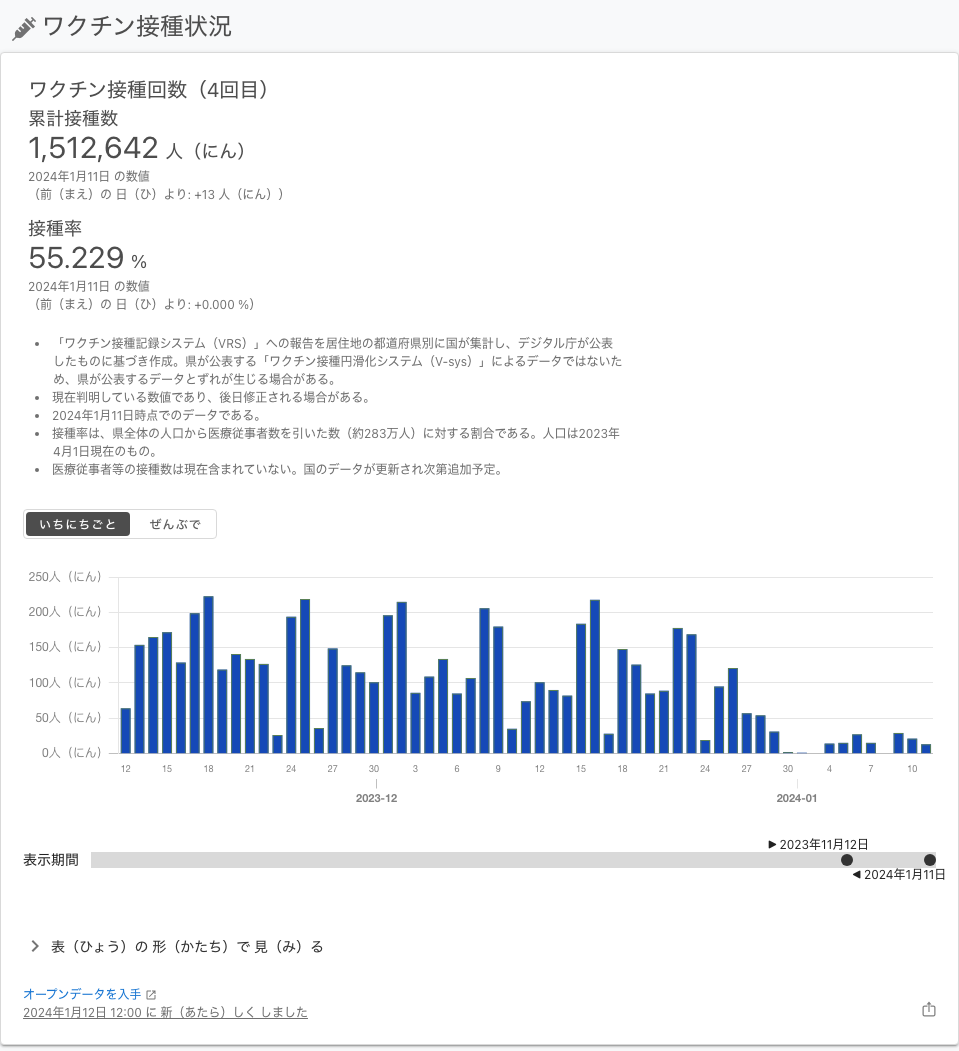 ワクチン接種状況
ワクチン接種回数（4回目）
累計接種数
1,512,642 人（にん）
2024年1月11日 の数値
（前（まえ）の 日（ひ）より: +13 人（にん））
接種率
55.229 %
2024年1月11日 の数値
（前（まえ）の 日（ひ）より: +0.000 %）
• 「ワクチン接種記録システム（VRS）」への報告を居住地の都道府県別に国が集計し、デジタル庁が公表
したものに基づき作成。県が公表する「ワクチン接種円滑化システム（V-sys）」によるデータではないた
め、県が公表するデータとずれが生じる場合がある。
• 現在判明している数値であり、後日修正される場合がある。
• 2024年1月11日時点でのデータである。
• 接種率は、県全体の人口から医療従事者数を引いた数（約283万人）に対する割合である。人口は2023年
4月1日現在のもの。
• 医療従事者等の接種数は現在含まれていない。国のデータが更新され次第追加予定。
いちにちごと ぜんぶで
250人（にん）
200人（にん）
150人（にん）
100人（にん）
50人（にん）
0人（にん）
12 15 18 21 24 27 30 3 6 9 12 15 18 21 24 27 30 4 7 10
2023-12 2024-01
▶ 2023年11月12日
表示期間
◀ 2024年1月11日
表（ひょう）の 形（かたち）で 見（み）る
オープンデータを入手
2024年1月12日 12:00 に 新（あたら）しく しました